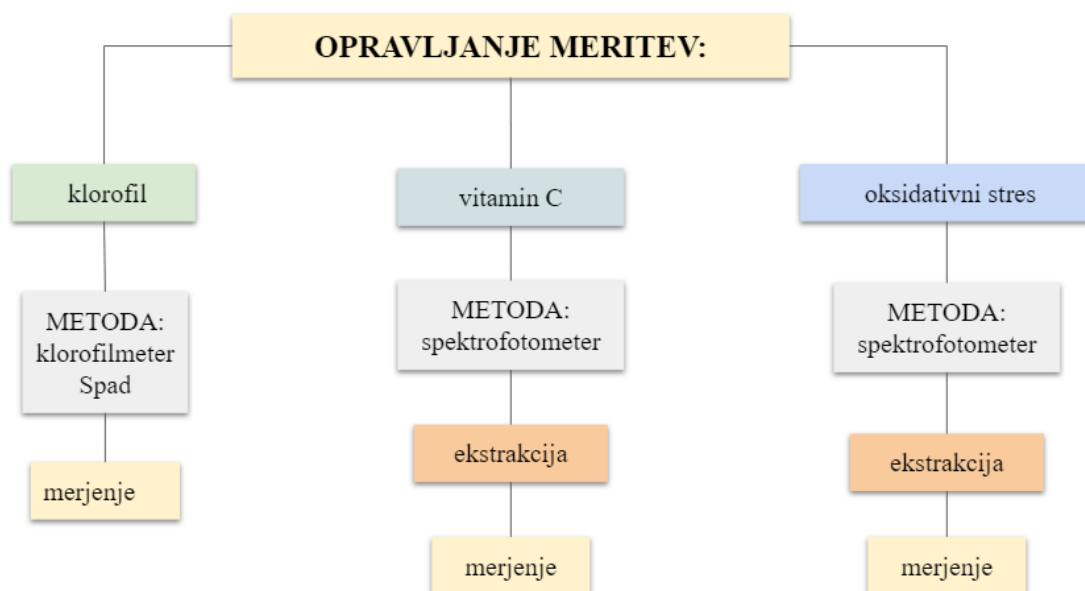 OPRAVLJANJE MERITEV:
klorofil
METODA:
klorofilmeter
Spad
merjenje
vitamin C
METODA:
spektrofotometer
ekstrakcija
merjenje
oksidativni stres
METODA:
spektrofotometer
ekstrakcija
merjenje